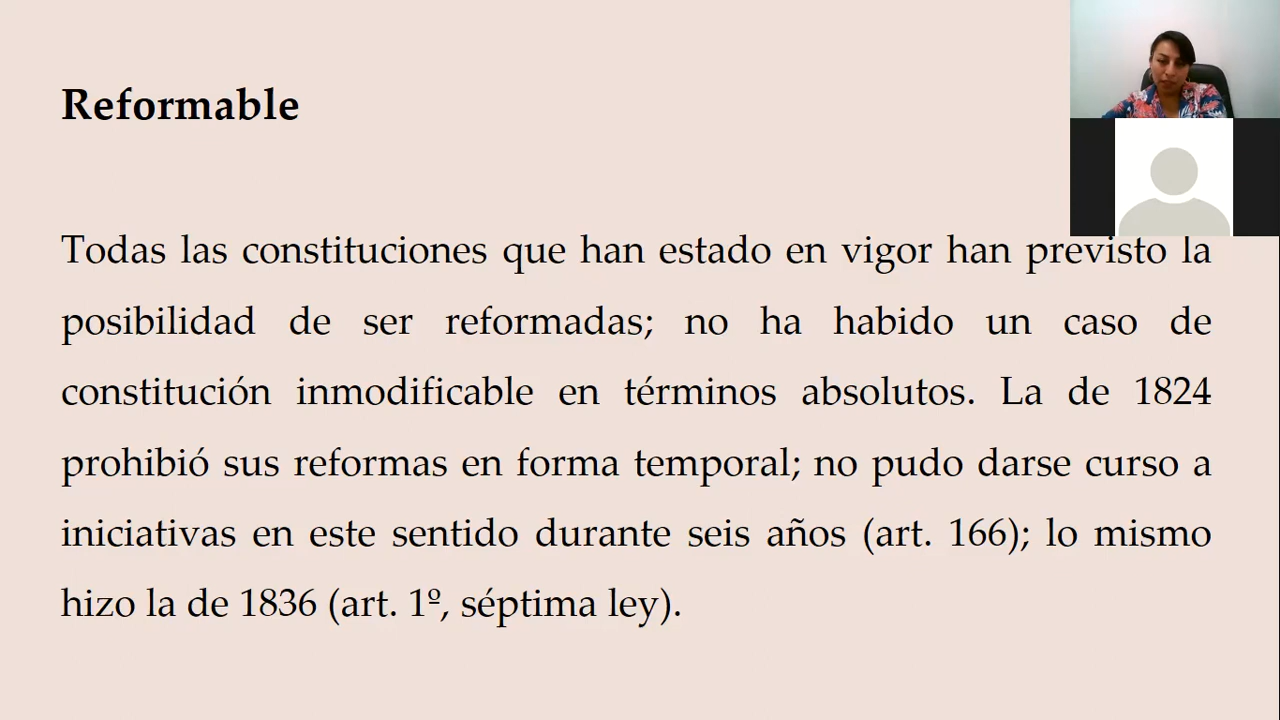 Reformable
Todas las constituciones que han estado en vigor han previsto la
posibilidad de ser reformadas; no ha habido un caso de
constitución inmodificable en términos absolutos. La de 1824
prohibió sus reformas en forma temporal; no pudo darse curso a
iniciativas en este sentido durante seis años (art. 166); lo mismo
hizo la de 1836 (art. 1º, séptima ley).